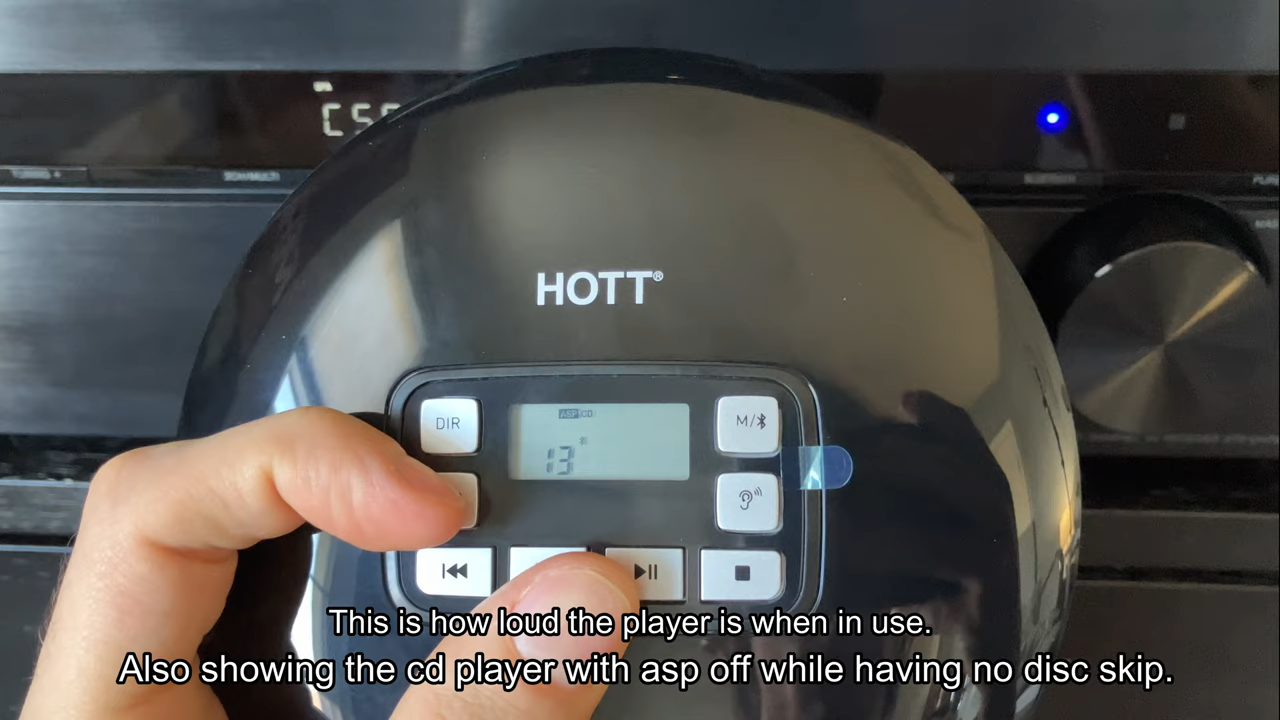 HOTT®
DIR
ASP CD
M/
13
This is how loud the player is when in use.
Also showing the cd player with asp off while having no disc skip.